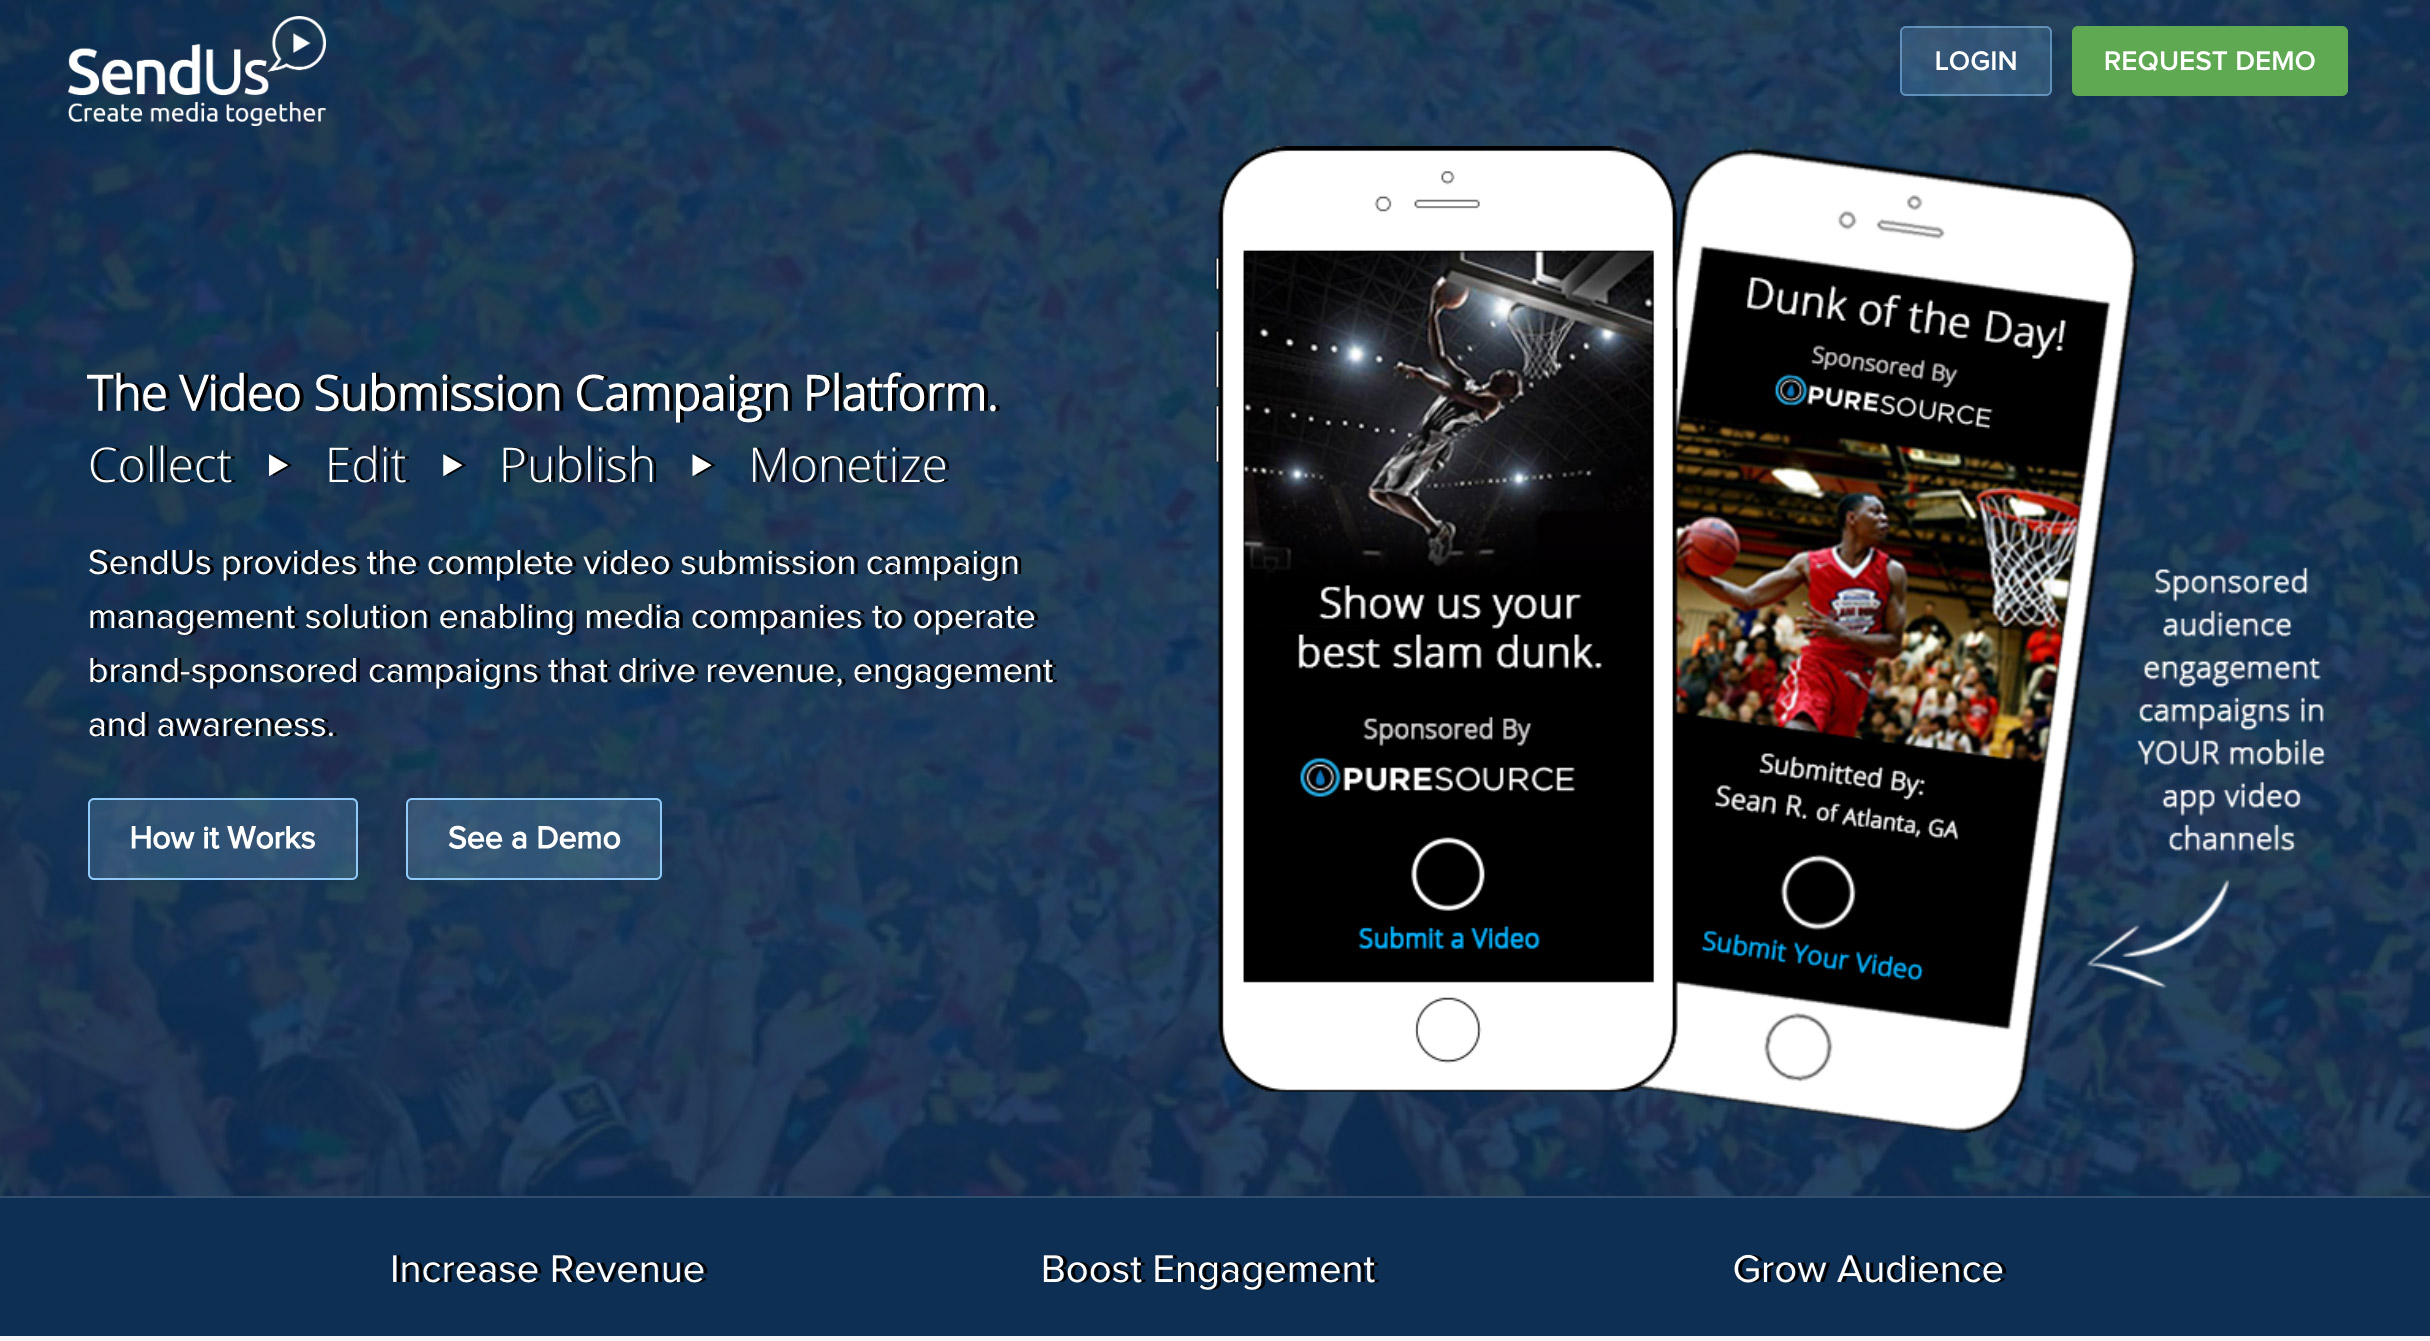 SendUs
Create media together
LOGIN
REQUEST DEMO
The Video Submission Campaign Platform.
Collect Edit Publish Monetize
SendUs provides the complete video submission campaign
management solution enabling media companies to operate
brand-sponsored campaigns that drive revenue, engagement
and awareness.
How it Works
See a Demo
Show us your
best slam dunk.
Sponsored By
PURESOURCE
Submit a Video
Dunk of the Day!
Sponsored By
PURESOURCE
Submitted By:
Sean R. of Atlanta, GA
Submit Your Video
Sponsored
audience
engagement
campaigns in
YOUR mobile
app video
channels
Increase Revenue
Boost Engagement
Grow Audience